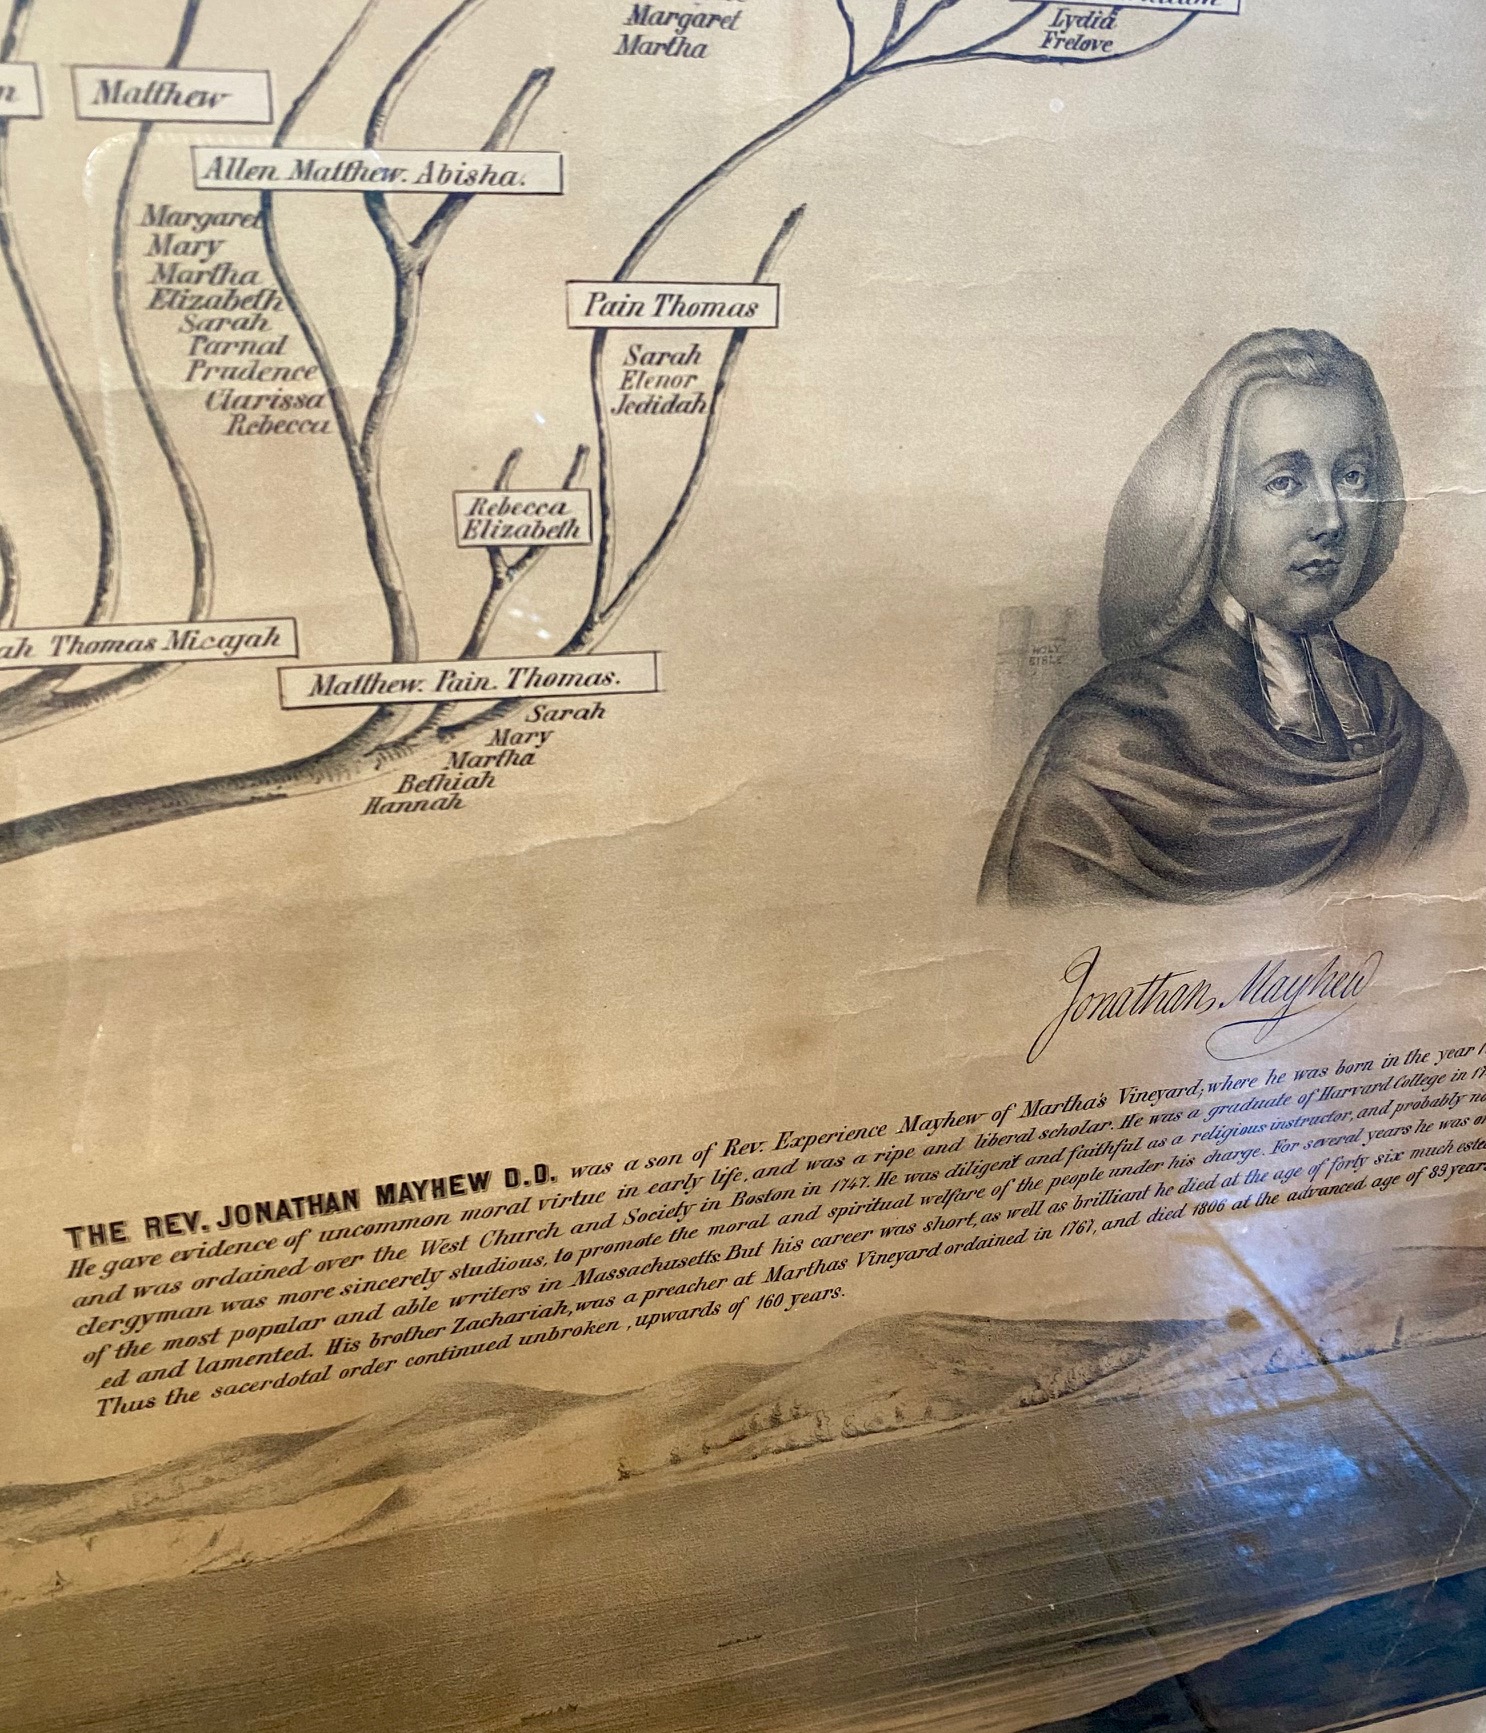 Margaret
Martha
Lydia
Frelove
Matthew
Allen Matthew. Abisha.
Margaret
Mary
Martha
Elizabeth
Sarah
Parnal
Prudence
Clarissa
Rebecca
Pain Thomas
Sarah
Elenor
Jedidah
Rebecca
Elizabeth
Thomas Micajah
Matthew. Pain. Thomas.
Sarah
Mary
Martha
Bethiah
Hannah
HOLY
BIBLE
Jonathan Mayhew
THE REV. JONATHAN MAYHEW D.D. was a son of Rev. Experience Mayhew of Martha's Vineyard; where he was born in the year
He gave evidence of uncommon moral virtue in early life, and was a ripe and liberal scholar. He was a graduate of Harvard College in
and was ordained over the West Church and Society in Boston in 1747. He was diligent and faithful as a religious instructor, and probably
clergyman was more sincerely studious, to promote the moral and spiritual welfare of the people under his charge. For several years he was
of the most popular and able writers in Massachusetts. But his career was short, as well as brilliant he died at the age of forty six much
ed and lamented. His brother Zachariah, was a preacher at Marthas Vineyard ordained in 1767, and died 1806 at the advanced age of 89 years
Thus the sacerdotal order continued unbroken, upwards of 160 years.